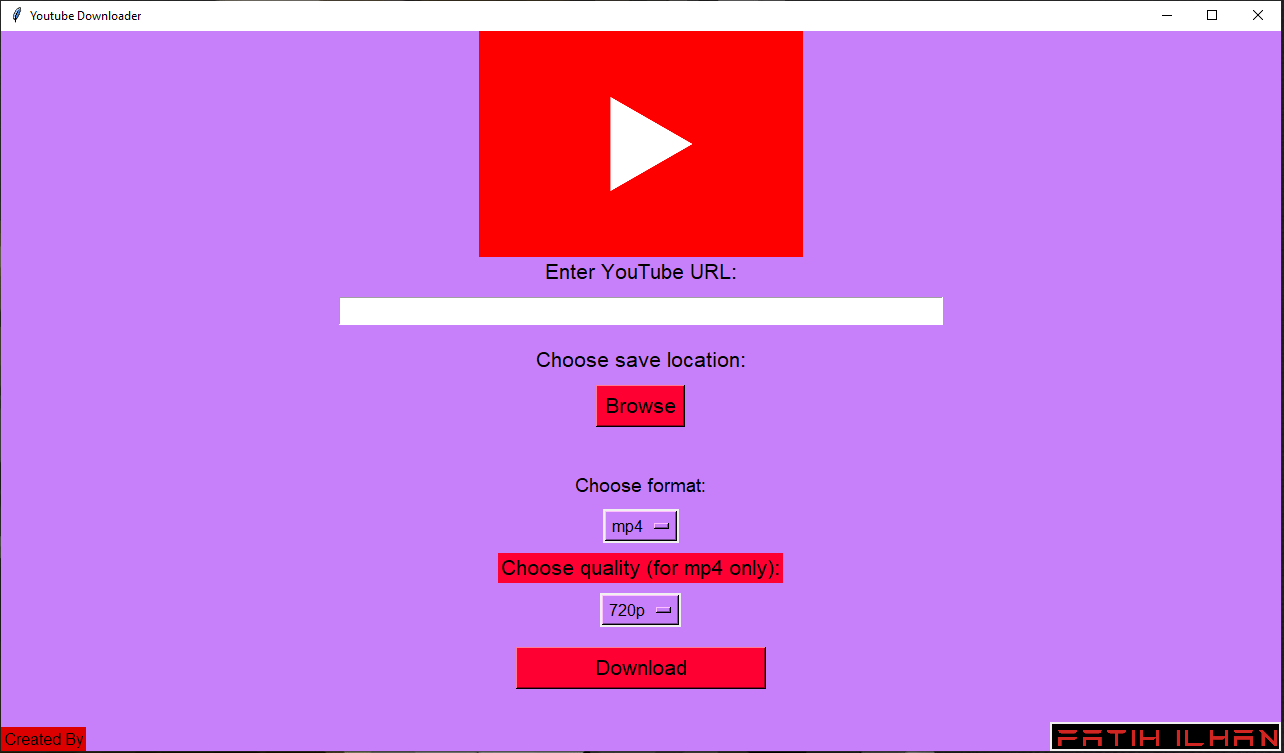 Youtube Downloader
Enter YouTube URL:
Choose save location:
Browse
Choose format:
mp4
Choose quality (for mp4 only):
720p
Download
Created By
FATIH ILHAN